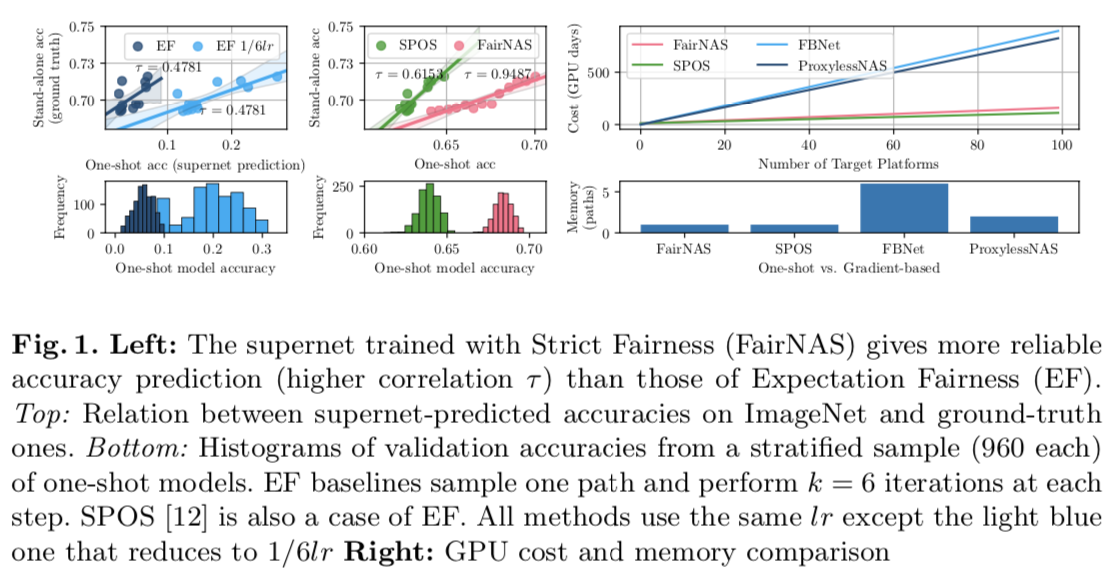 Stand-alone acc
(ground truth)
0.75
0.73
0.70
EF
EF 1/6lr
τ = 0.4781
τ = 0.4781
0.1
0.2
One-shot acc (supernet prediction)
Stand-alone acc
0.75
0.73
0.70
SPOS
FairNAS
τ = 0.6153
τ = 0.9487
0.65
0.70
One-shot acc
Cost (GPU days)
500
0
FairNAS
FBNet
SPOS
ProxylessNAS
0
20
40
60
80
100
Number of Target Platforms
Frequency
100
0
0.0
0.1
0.2
0.3
One-shot model accuracy
Frequency
250
0
0.60
0.65
0.70
One-shot model accuracy
Memory
(paths)
5
0
FairNAS
SPOS
FBNet
ProxylessNAS
One-shot vs. Gradient-based
Fig. 1. Left: The supernet trained with Strict Fairness (FairNAS) gives more reliable
accuracy prediction (higher correlation τ) than those of Expectation Fairness (EF).
Top: Relation between supernet-predicted accuracies on ImageNet and ground-truth
ones. Bottom: Histograms of validation accuracies from a stratified sample (960 each)
of one-shot models. EF baselines sample one path and perform k = 6 iterations at each
step. SPOS [12] is also a case of EF. All methods use the same lr except the light blue
one that reduces to 1/6lr Right: GPU cost and memory comparison